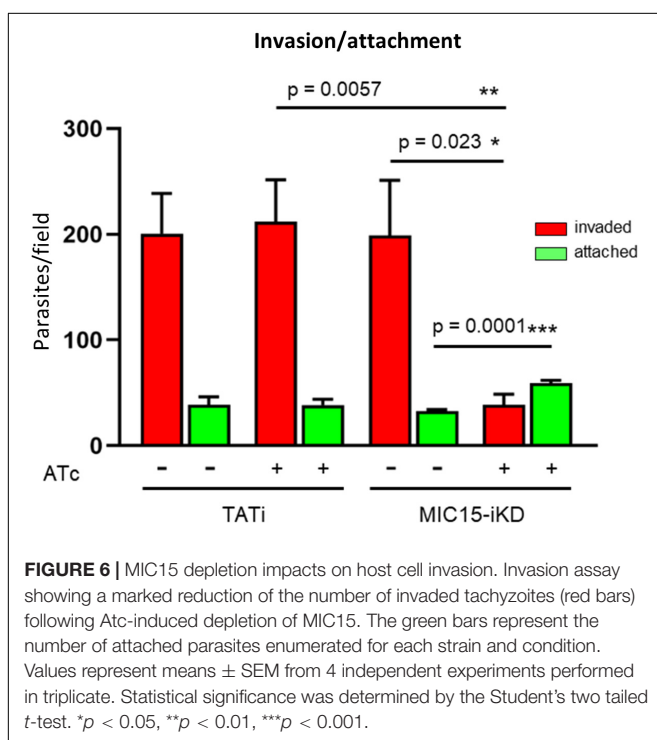 Invasion/attachment
p = 0.0057 **
p = 0.023 *
300
invaded
attached
200
Parasites/field
p = 0.0001 ***
100
0
ATc - - + + - - + +
TATi MIC15-iKD
FIGURE 6 | MIC15 depletion impacts on host cell invasion. Invasion assay
showing a marked reduction of the number of invaded tachyzoites (red bars)
following Atc-induced depletion of MIC15. The green bars represent the
number of attached parasites enumerated for each strain and condition.
Values represent means ± SEM from 4 independent experiments performed
in triplicate. Statistical significance was determined by the Student's two tailed
t-test. *p < 0.05, **p < 0.01, ***p < 0.001.